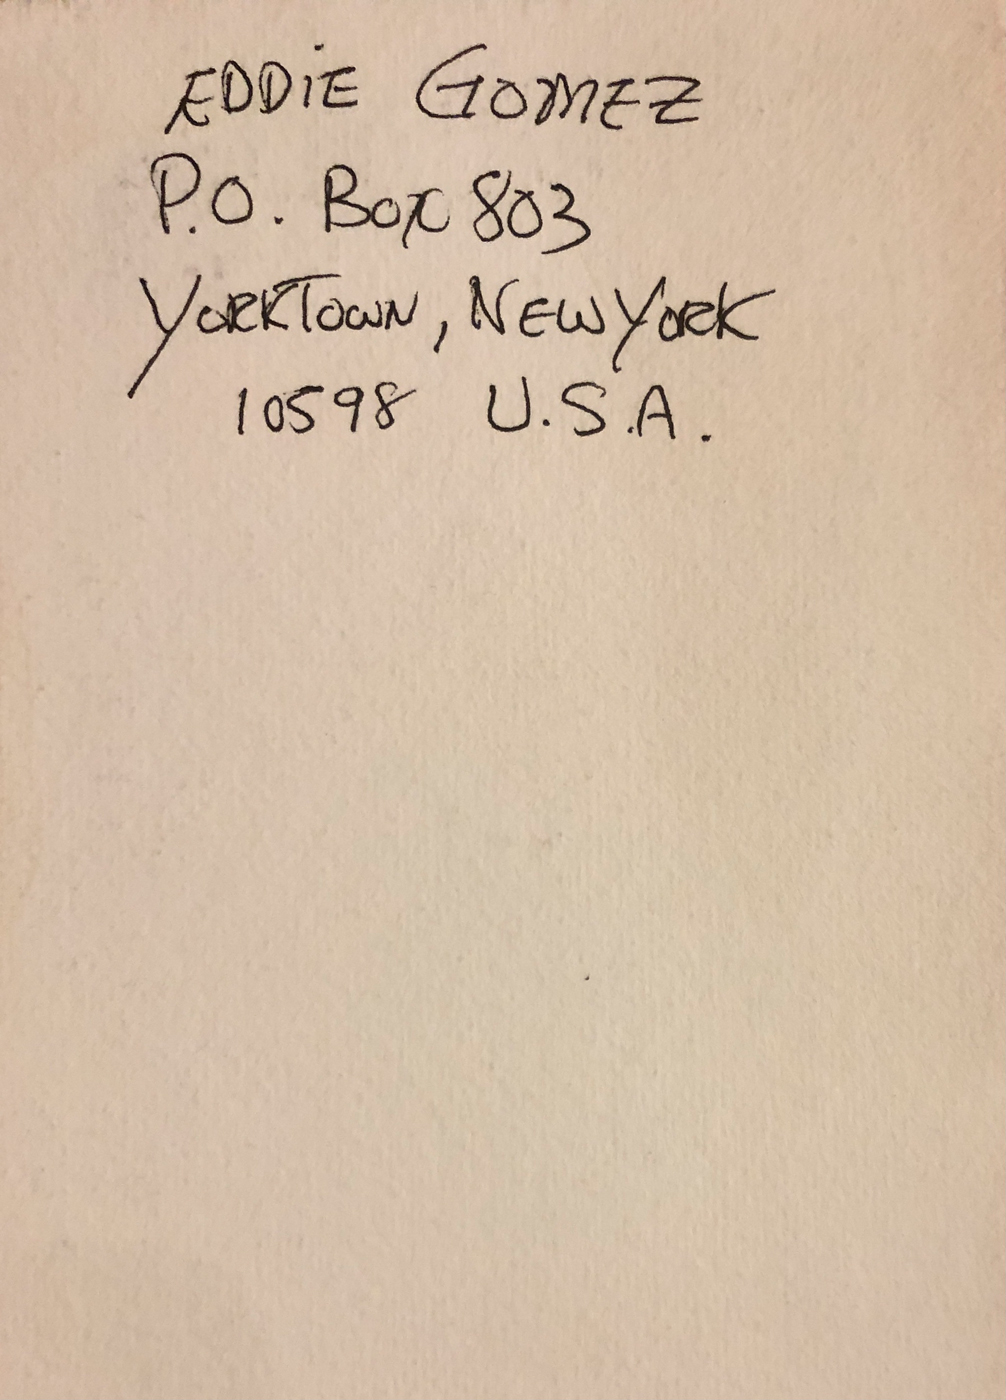 EDDiE GOMEZ
P.O. Box 803
YORKTOWN, NEW YORK
10598 U.S.A.